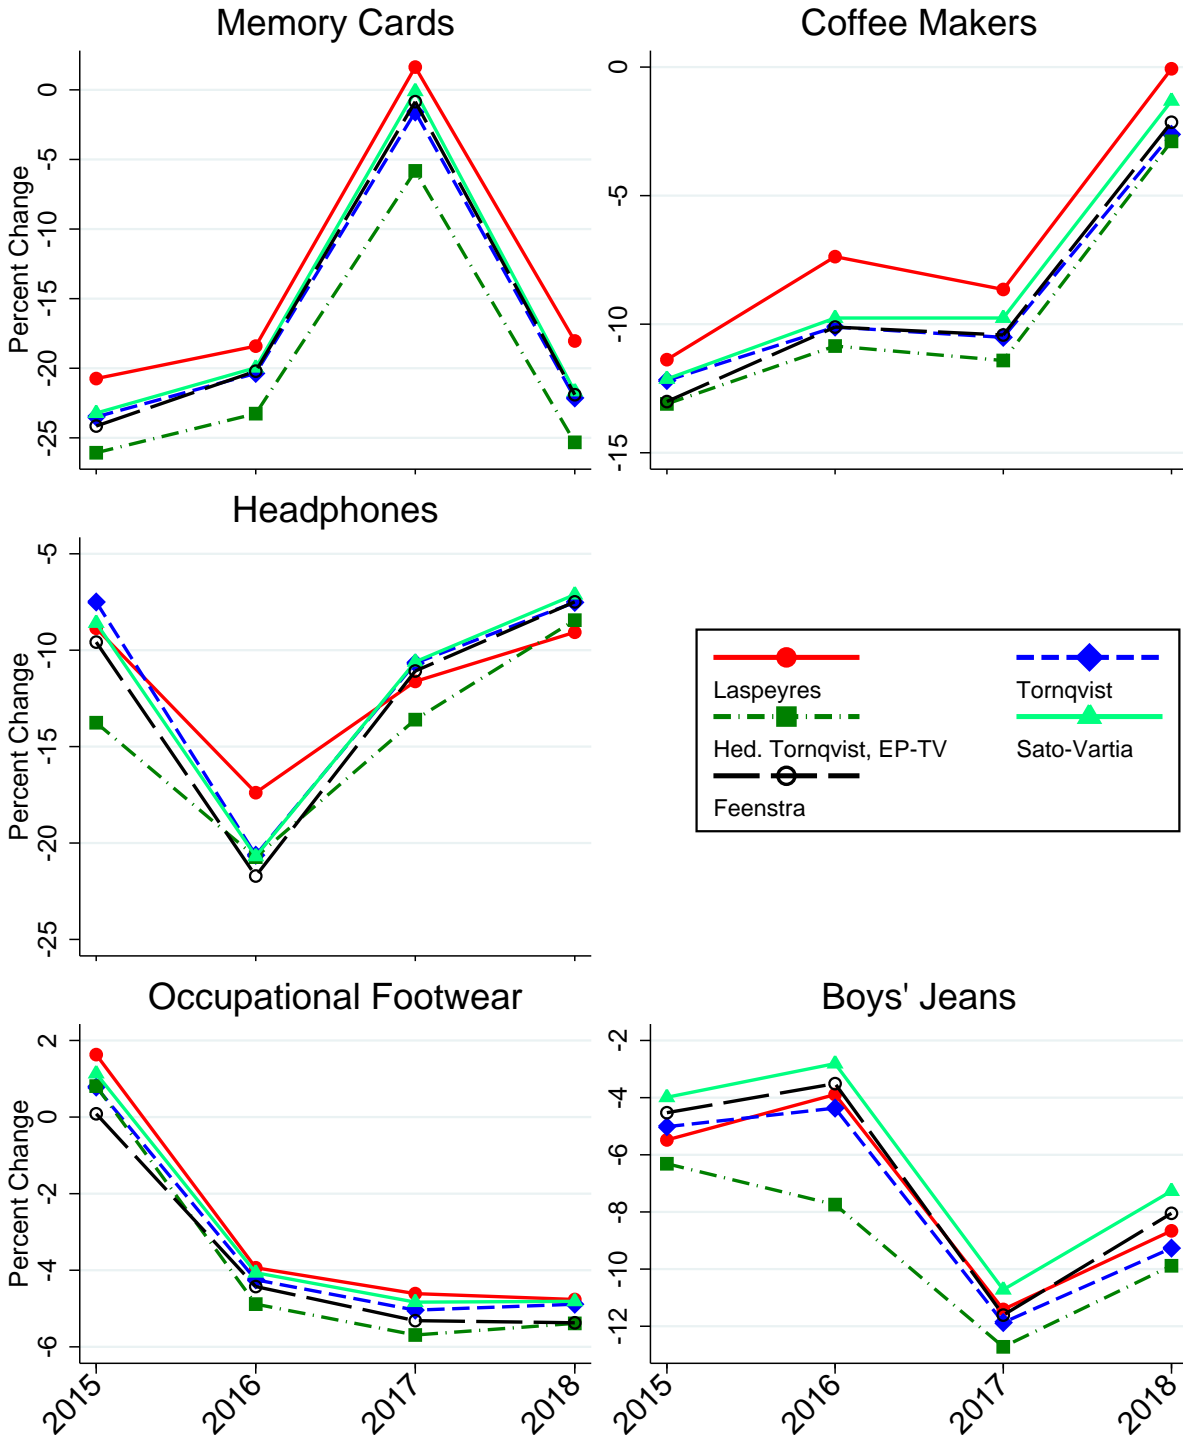 Memory Cards
Percent Change
0
-5
-10
-15
-20
-25
Coffee Makers
0
-5
-10
-15
Headphones
Percent Change
-5
-10
-15
-20
-25
Laspeyres
Tornqvist
Hed. Tornqvist, EP-TV
Sato-Vartia
Feenstra
Occupational Footwear
Percent Change
2
0
-2
-4
-6
2015 2016 2017 2018
Boys' Jeans
-2
-4
-6
-8
-10
-12
2015 2016 2017 2018